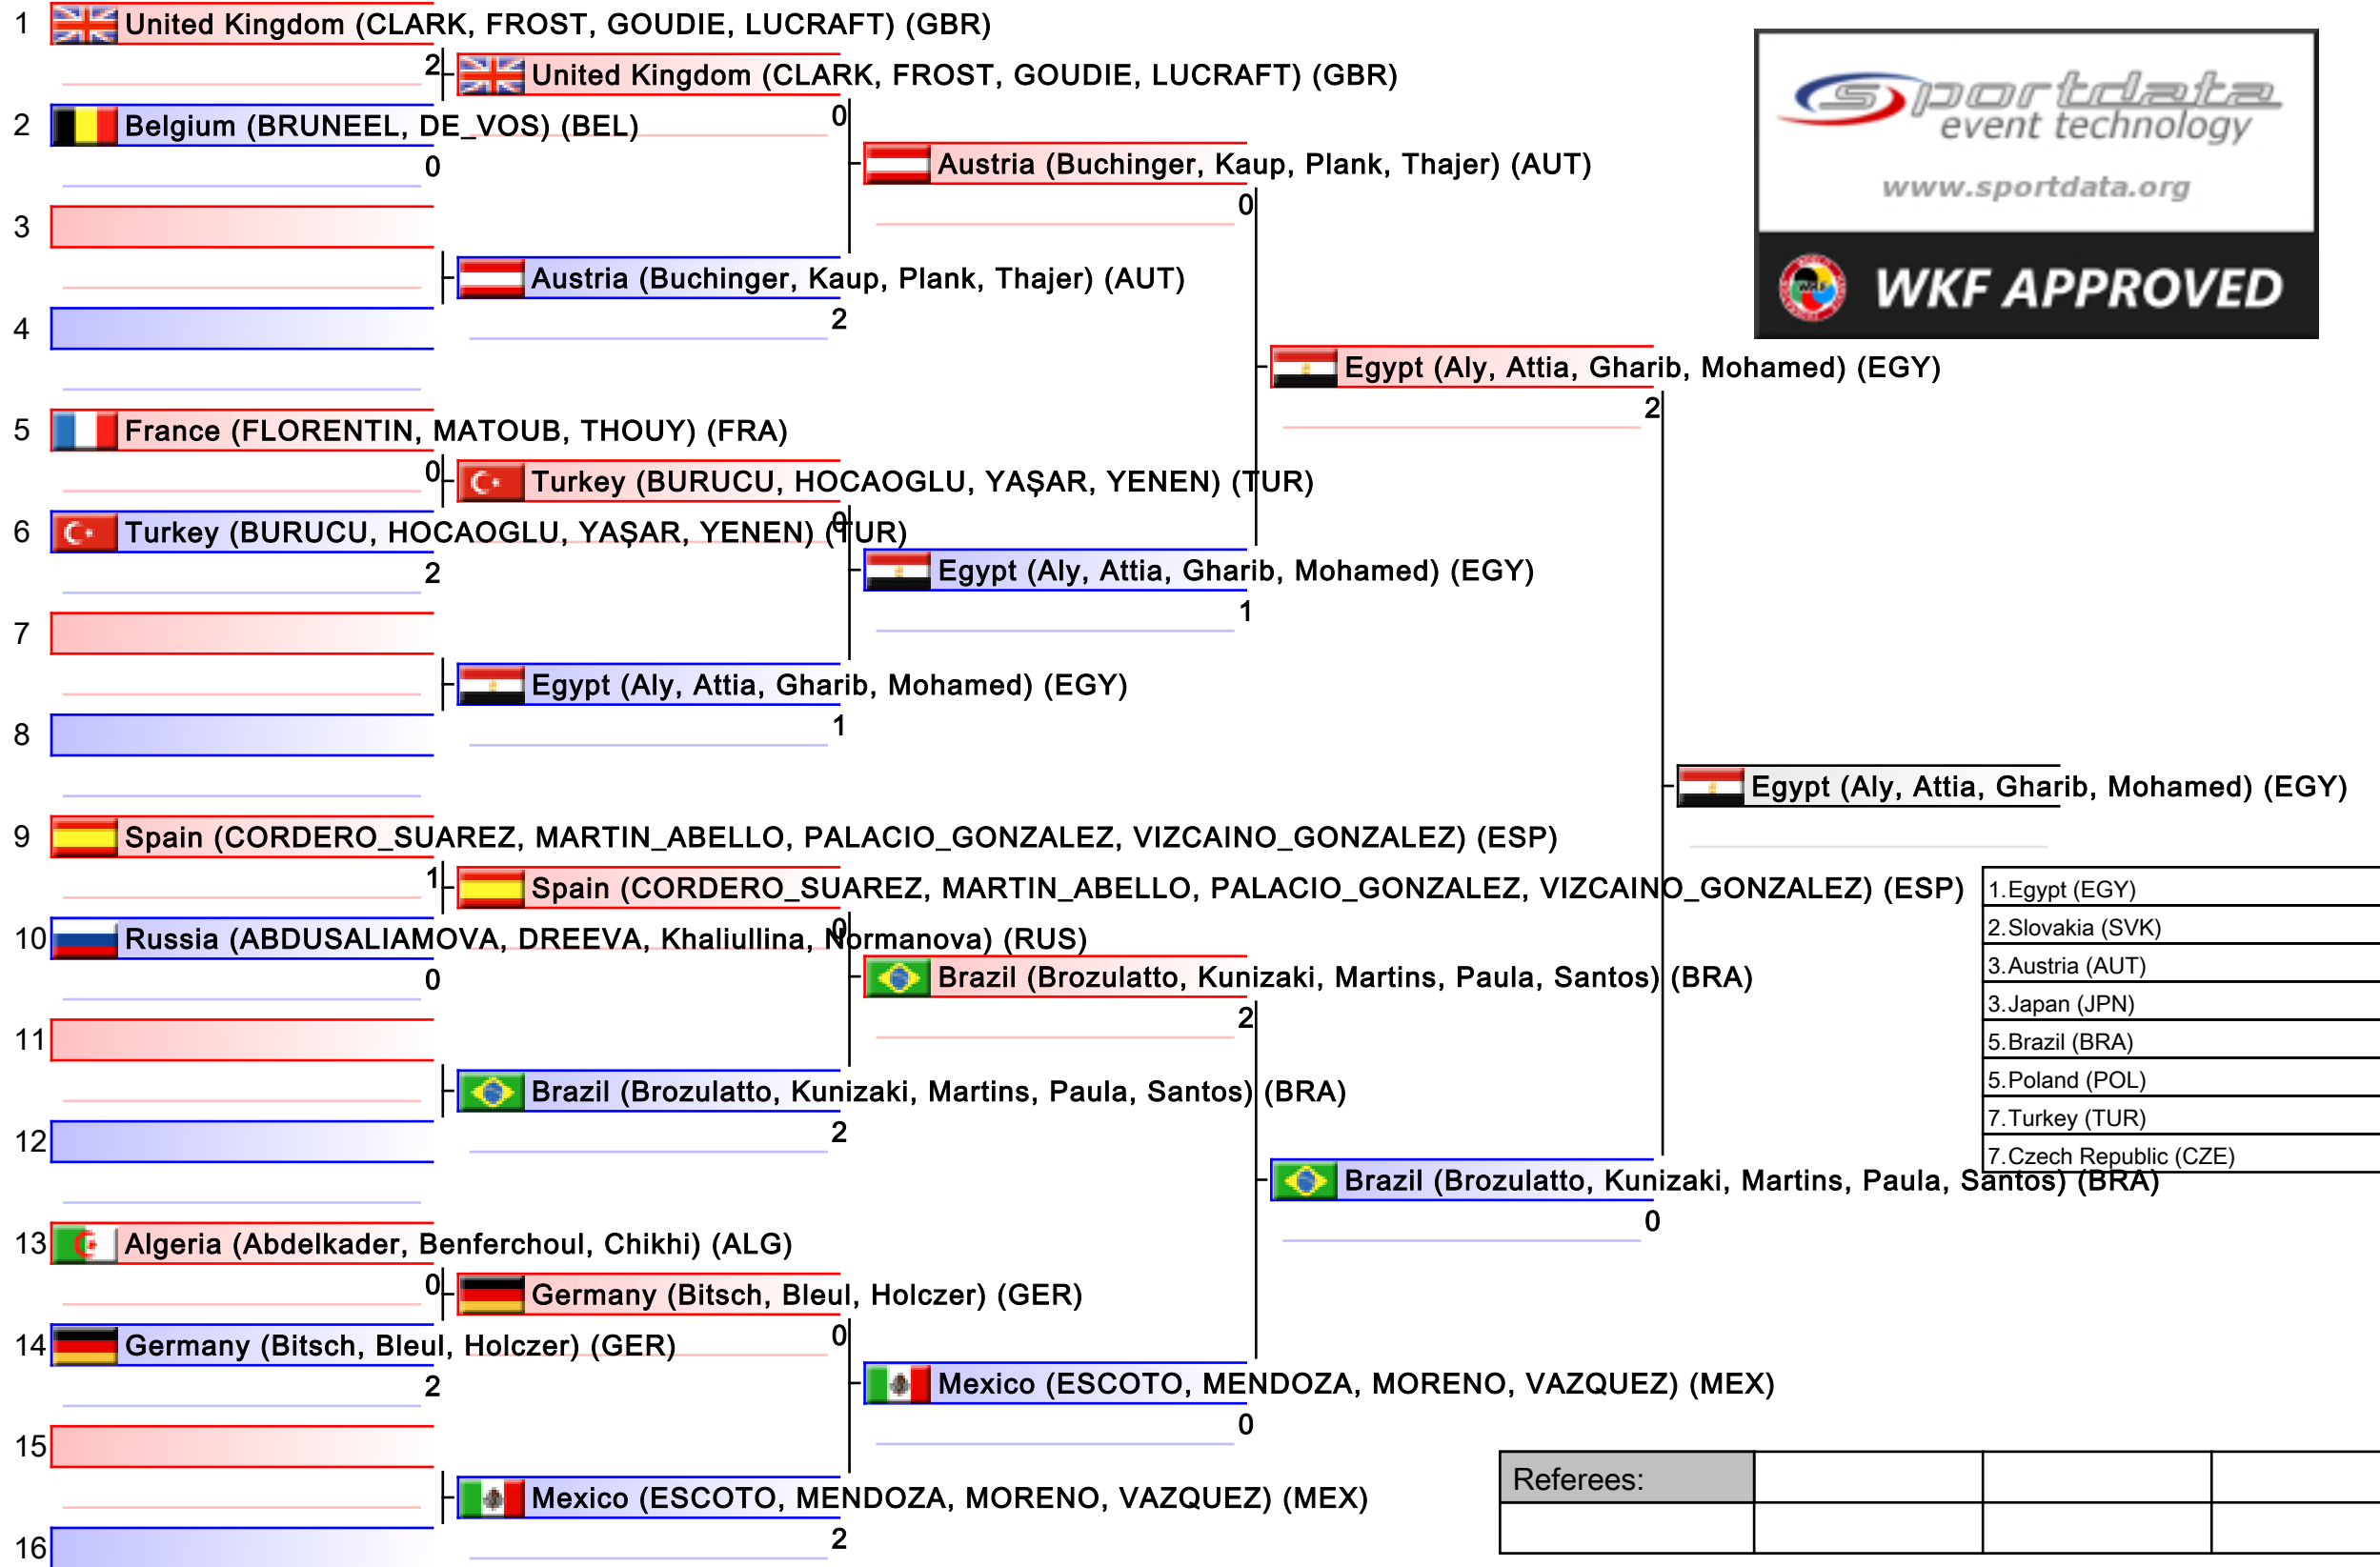 1 United Kingdom (CLARK, FROST, GOUDIE, LUCRAFT) (GBR)
2 United Kingdom (CLARK, FROST, GOUDIE, LUCRAFT) (GBR)
sportdata
event technology
www.sportdata.org
WKF APPROVED
2 Belgium (BRUNEEL, DE_VOS) (BEL)
0
0
Austria (Buchinger, Kaup, Plank, Thajer) (AUT)
0
3
Austria (Buchinger, Kaup, Plank, Thajer) (AUT)
2
4
Egypt (Aly, Attia, Gharib, Mohamed) (EGY)
2
5 France (FLORENTIN, MATOUB, THOUY) (FRA)
0 Turkey (BURUCU, HOCAOGLU, YAŞAR, YENEN) (TUR)
0
6 Turkey (BURUCU, HOCAOGLU, YAŞAR, YENEN) (TUR)
2
Egypt (Aly, Attia, Gharib, Mohamed) (EGY)
1
7
Egypt (Aly, Attia, Gharib, Mohamed) (EGY)
1
8
Egypt (Aly, Attia, Gharib, Mohamed) (EGY)
9 Spain (CORDERO_SUAREZ, MARTIN_ABELLO, PALACIO_GONZALEZ, VIZCAINO_GONZALEZ) (ESP)
1 Spain (CORDERO_SUAREZ, MARTIN_ABELLO, PALACIO_GONZALEZ, VIZCAINO_GONZALEZ) (ESP)
0
10 Russia (ABDUSALIAMOVA, DREEVA, Khaliullina, Normanova) (RUS)
0
Brazil (Brozulatto, Kunizaki, Martins, Paula, Santos) (BRA)
2
11
Brazil (Brozulatto, Kunizaki, Martins, Paula, Santos) (BRA)
2
12
Brazil (Brozulatto, Kunizaki, Martins, Paula, Santos) (BRA)
0
1.Egypt (EGY)
2.Slovakia (SVK)
3.Austria (AUT)
3.Japan (JPN)
5.Brazil (BRA)
5.Poland (POL)
7.Turkey (TUR)
7.Czech Republic (CZE)
13 Algeria (Abdelkader, Benferchoul, Chikhi) (ALG)
0 Germany (Bitsch, Bleul, Holczer) (GER)
0
14 Germany (Bitsch, Bleul, Holczer) (GER)
2
Mexico (ESCOTO, MENDOZA, MORENO, VAZQUEZ) (MEX)
0
15
Mexico (ESCOTO, MENDOZA, MORENO, VAZQUEZ) (MEX)
2
16
Referees: